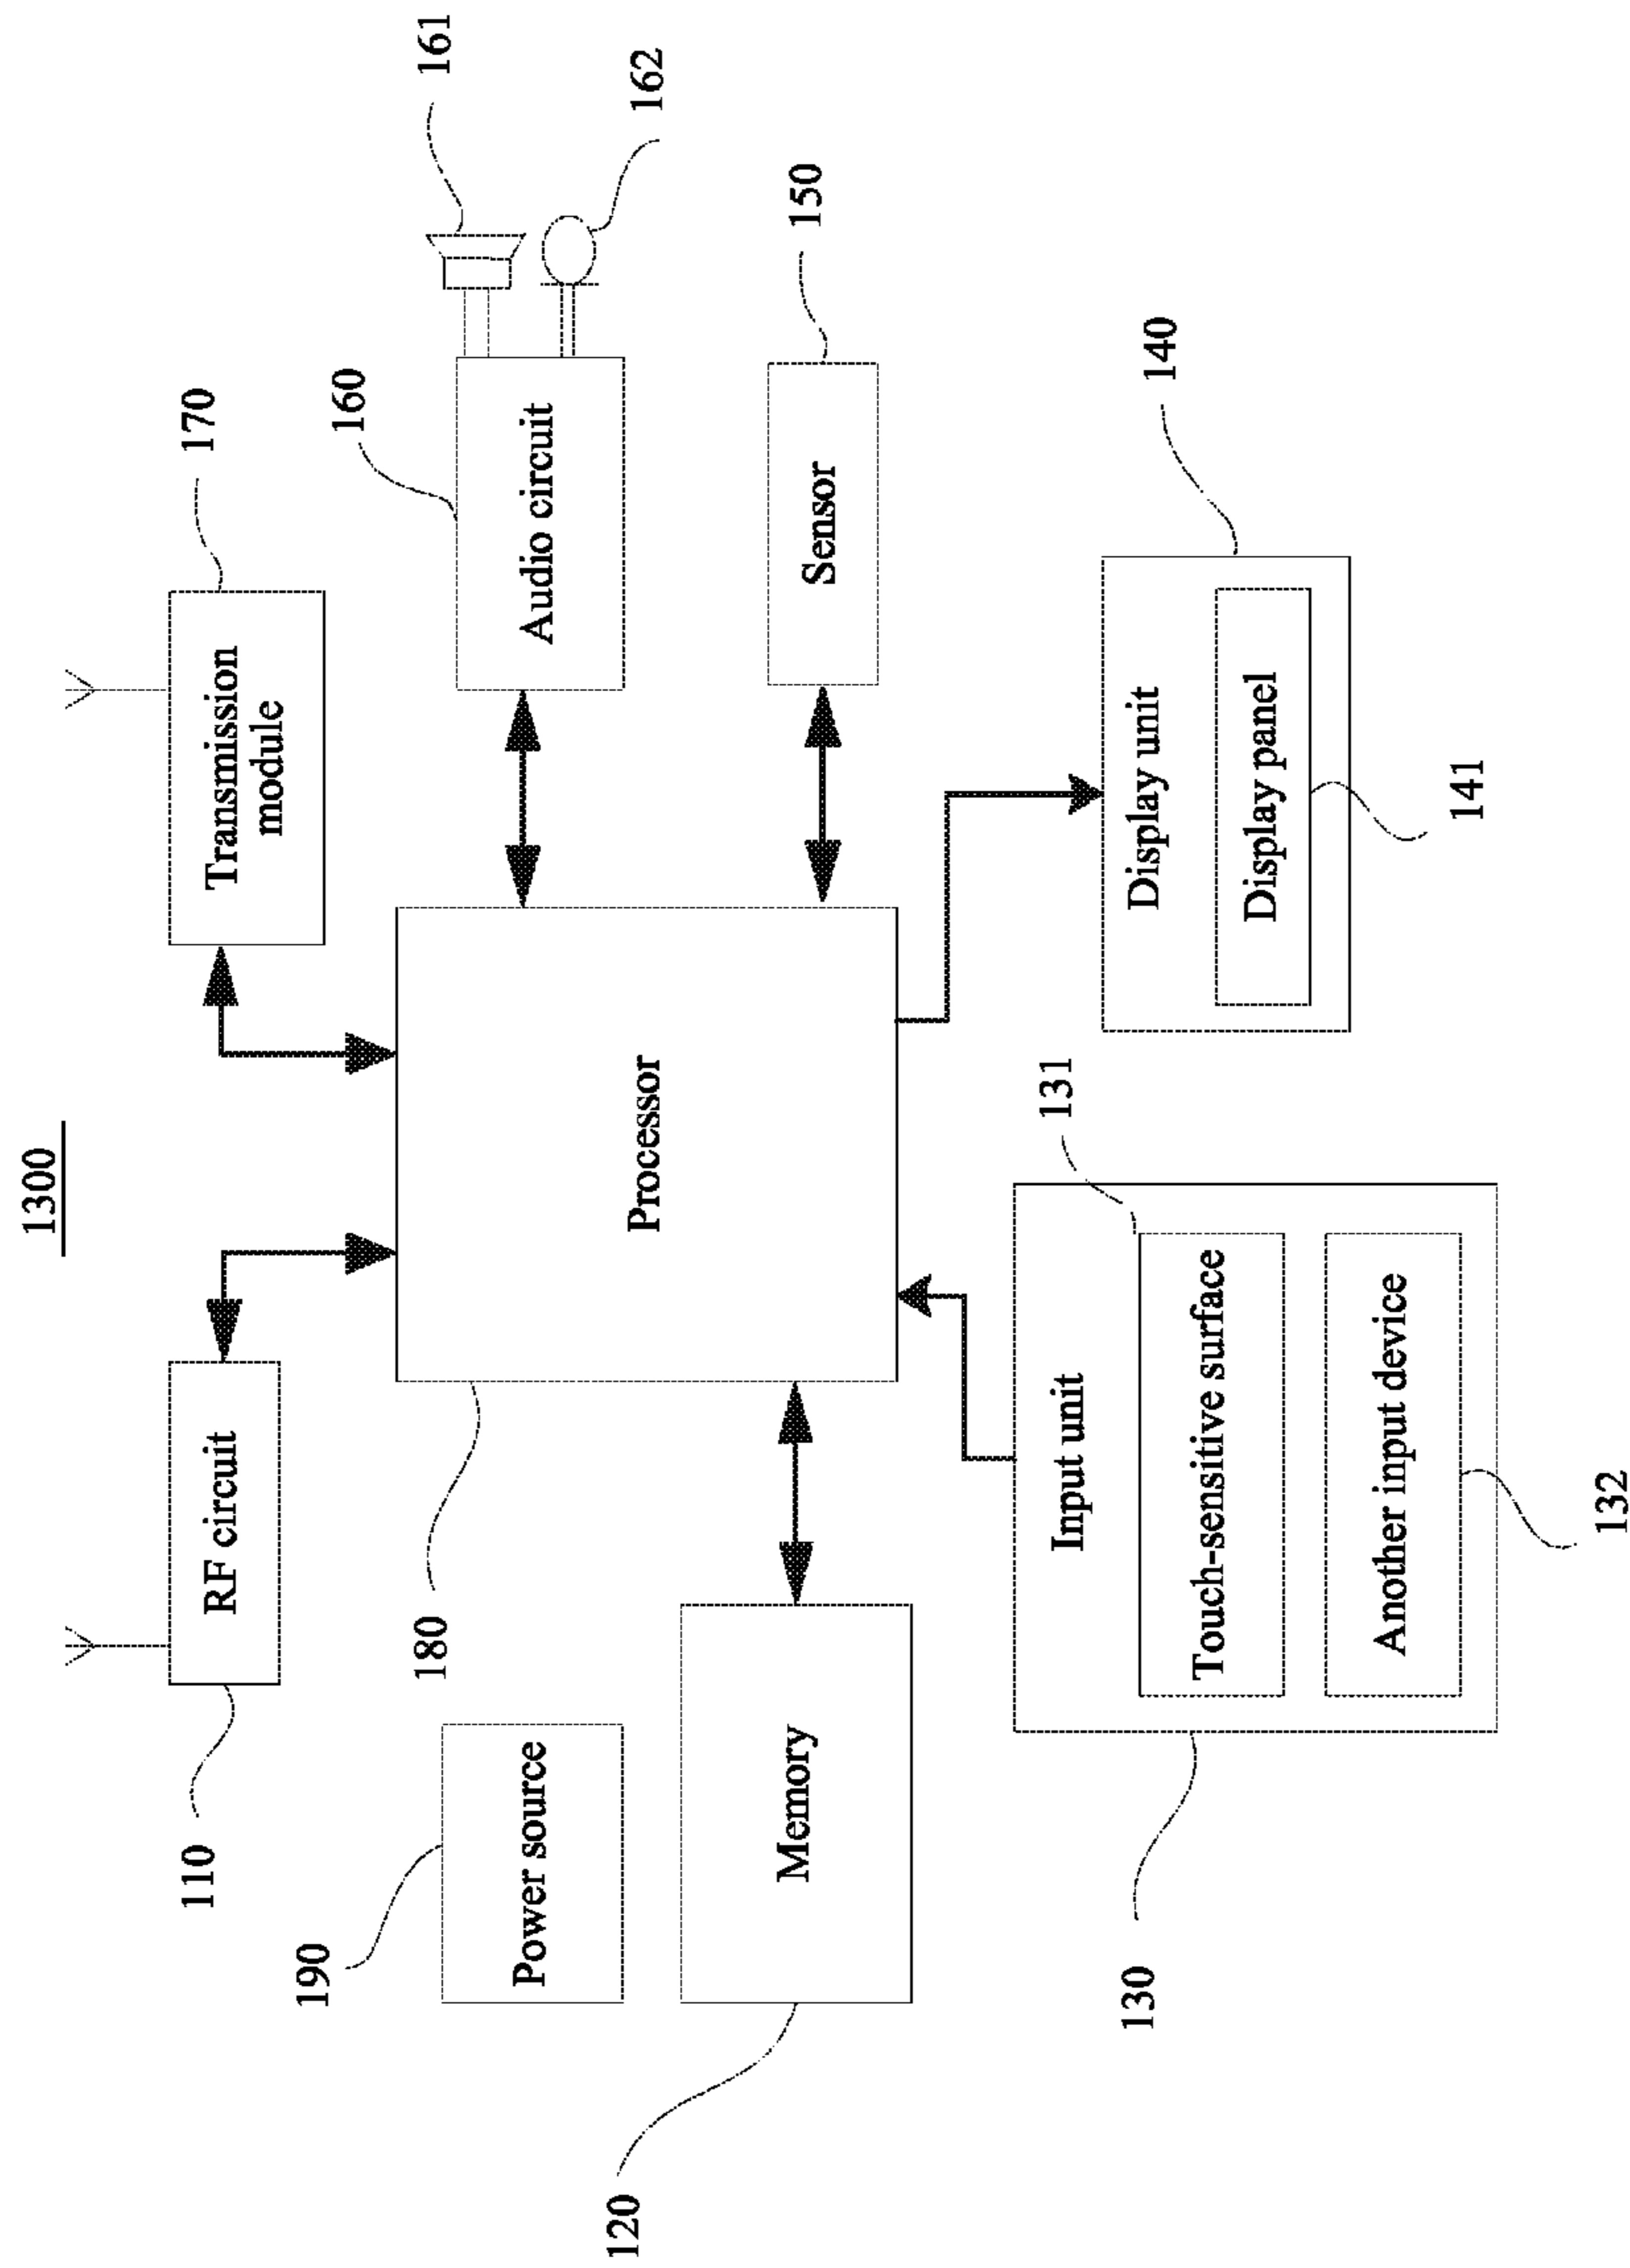 1300
110
RF circuit
Transmission
module
170
190
Power source
180
Processor
160
Audio circuit
161
162
120
Memory
Sensor
150
130
Input unit
Touch-sensitive surface
131
Another input device
132
Display unit
140
Display panel
141